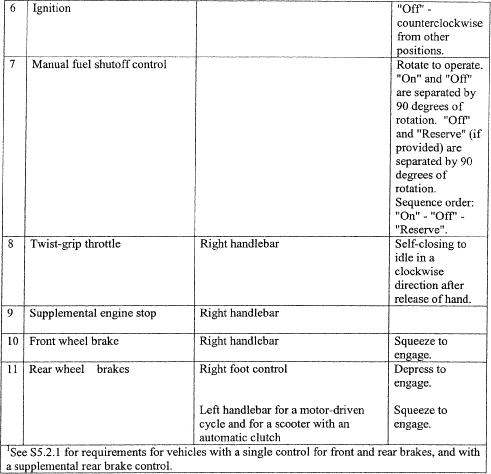 6 Ignition "Off" -
counterclockwise
from other
positions.
7 Manual fuel shutoff control Rotate to operate.
"On" and "Off"
are separated by
90 degrees of
rotation. "Off"
and "Reserve" (if
provided) are
separated by 90
degrees of
rotation.
Sequence order:
"On" - "Off" -
"Reserve".
8 Twist-grip throttle Right handlebar Self-closing to
idle in a
clockwise
direction after
release of hand.
9 Supplemental engine stop Right handlebar
10 Front wheel brake Right handlebar Squeeze to
engage.
11 Rear wheel brakes Right foot control Depress to
engage.
Left handlebar for a motor-driven Squeeze to
cycle and for a scooter with an engage.
automatic clutch
¹See S5.2.1 for requirements for vehicles with a single control for front and rear brakes, and with
a supplemental rear brake control.